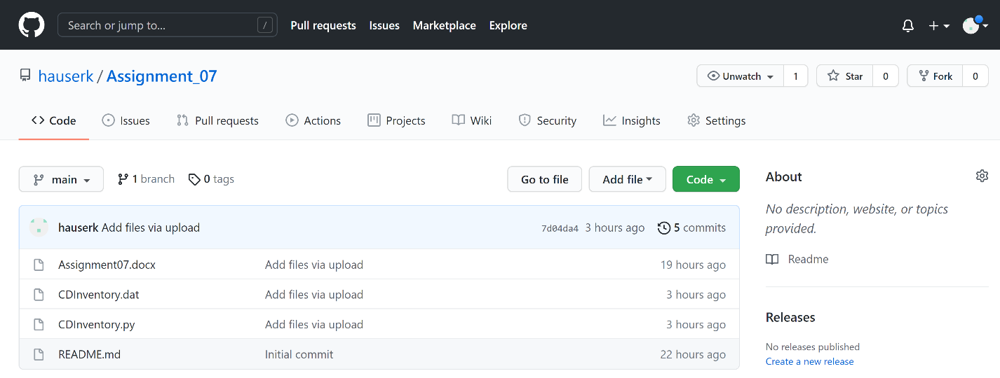 Search or jump to... / Pull requests Issues Marketplace Explore
hauserk / Assignment_07 Unwatch 1 Star 0 Fork 0
Code Issues Pull requests Actions Projects Wiki Security Insights Settings
main 1 branch 0 tags Go to file Add file Code
hauserk Add files via upload 7d04da4 3 hours ago 5 commits
Assignment07.docx Add files via upload 19 hours ago
CDInventory.dat Add files via upload 3 hours ago
CDInventory.py Add files via upload 3 hours ago
README.md Initial commit 22 hours ago
About
No description, website, or topics
provided.
Readme
Releases
No releases published
Create a new release